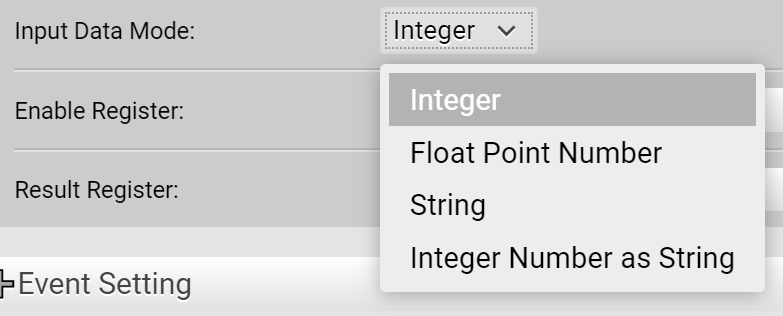 Input Data Mode: Integer
Integer
Enable Register:
Float Point Number
Result Register:
String
Integer Number as String
Event Setting